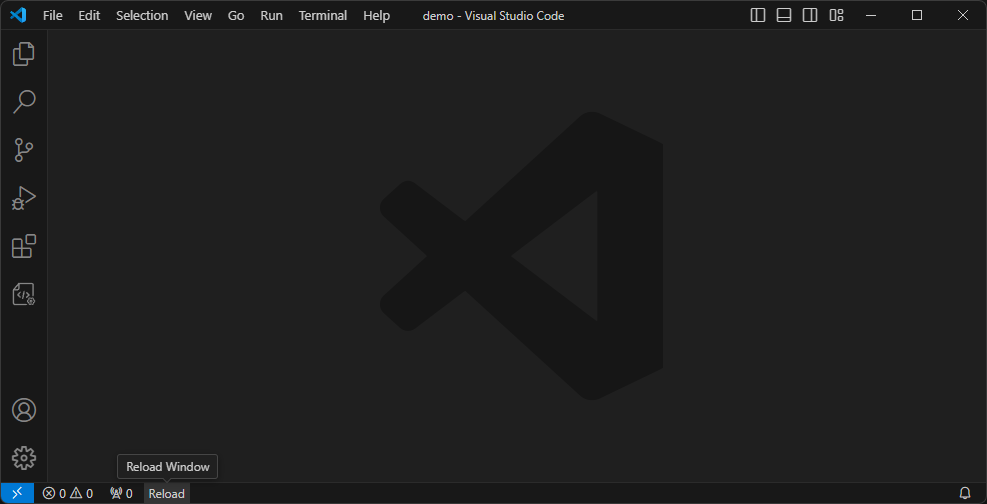 File Edit Selection View Go Run Terminal Help demo - Visual Studio Code
Reload Window
0 0 0 Reload